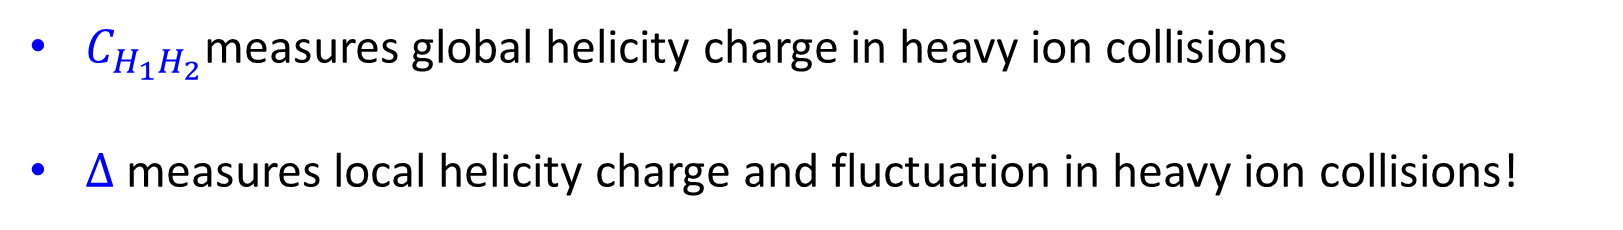 • C_{H_1H_2} measures global helicity charge in heavy ion collisions
• Δ measures local helicity charge and fluctuation in heavy ion collisions!